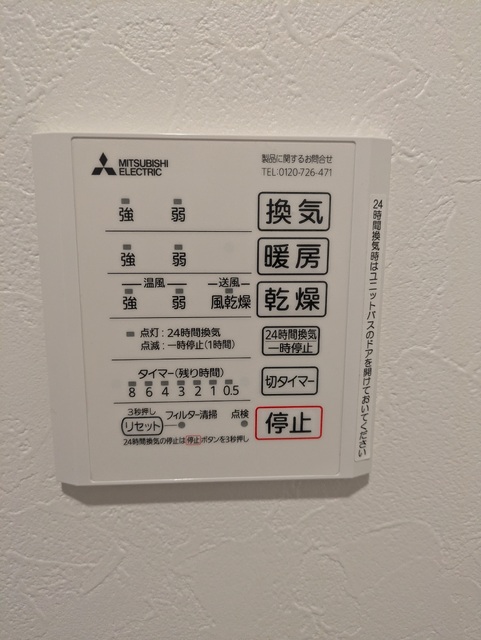 MITSUBISHI
ELECTRIC
製品に関するお問合せ
TEL:0120-726-471
強 弱 換気
強 弱 暖房
温風 送風
強 弱 風乾燥 乾燥
点灯:24時間換気
点滅:一時停止(1時間)
24時間換気
一時停止
タイマー(残り時間)
8 6 4 3 2 1 0.5
切タイマー
3秒押し
リセット フィルター清掃 点検
停止
24時間換気の停止は 停止 ボタンを3秒押し
24時間換気時はユニットバスのドアを開けておいてください